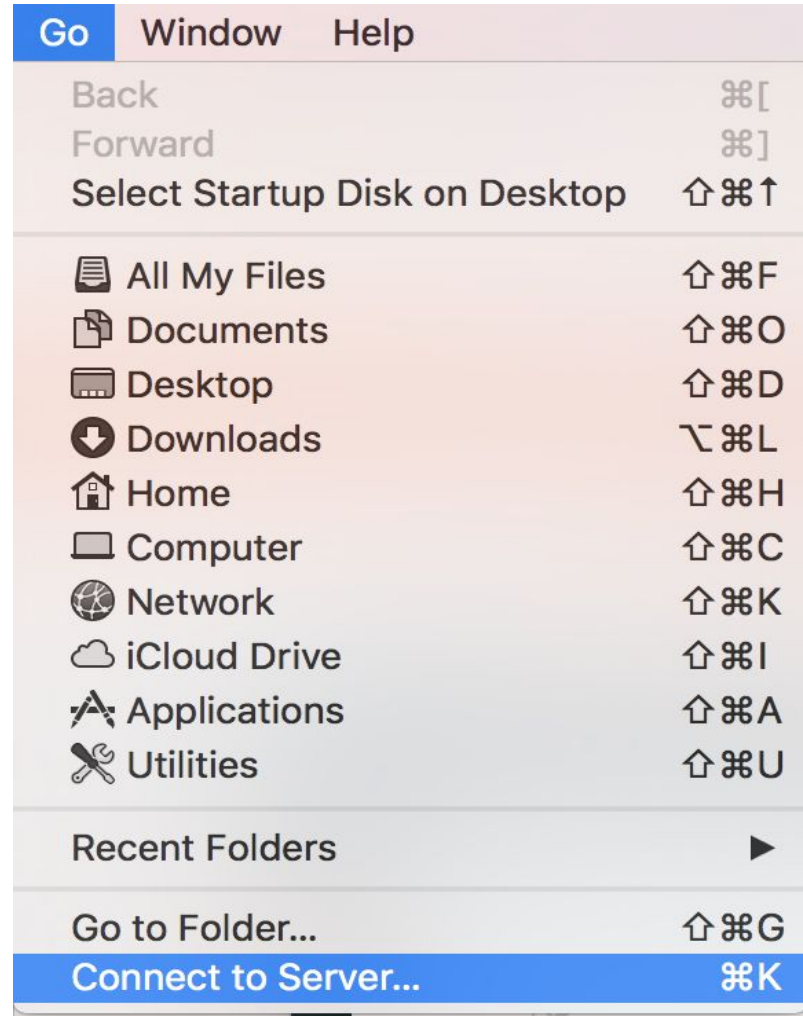 Go Window Help
Back ⌘[
Forward ⌘]
Select Startup Disk on Desktop ⇧⌘↑
All My Files ⇧⌘F
Documents ⇧⌘O
Desktop ⇧⌘D
Downloads ⌥⌘L
Home ⇧⌘H
Computer ⇧⌘C
Network ⇧⌘K
iCloud Drive ⇧⌘I
Applications ⇧⌘A
Utilities ⇧⌘U
Recent Folders ▶
Go to Folder... ⇧⌘G
Connect to Server... ⌘K